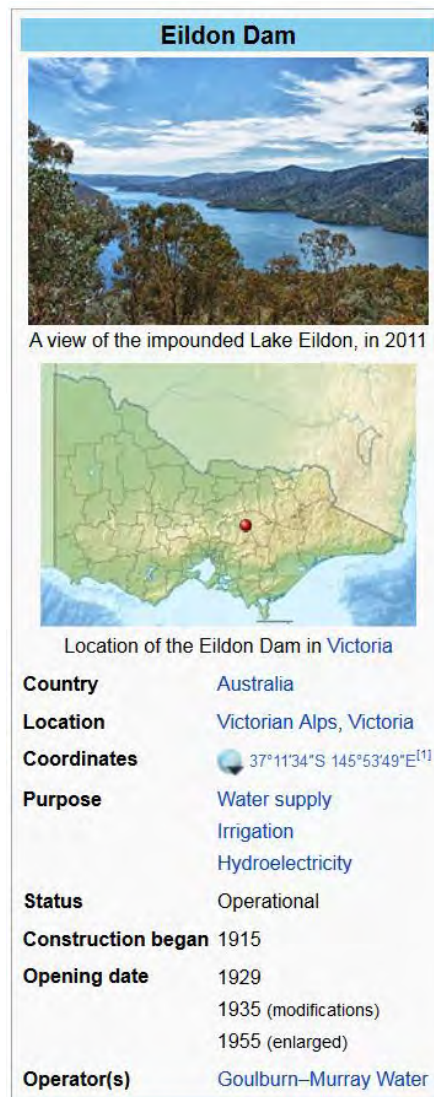 Eildon Dam
A view of the impounded Lake Eildon, in 2011
Location of the Eildon Dam in Victoria
Country Australia
Location Victorian Alps, Victoria
Coordinates 37°11′34″S 145°53′49″E[1]
Purpose Water supply
Irrigation
Hydroelectricity
Status Operational
Construction began 1915
Opening date 1929
1935 (modifications)
1955 (enlarged)
Operator(s) Goulburn–Murray Water